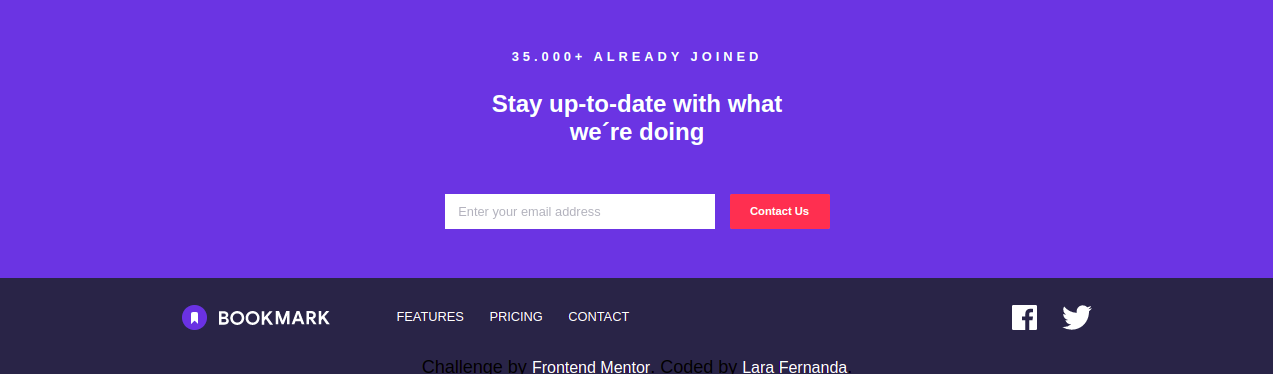 35.000+ ALREADY JOINED
Stay up-to-date with what
we´re doing
Enter your email address
Contact Us
BOOKMARK
FEATURES
PRICING
CONTACT
Challenge by Frontend Mentor. Coded by Lara Fernanda